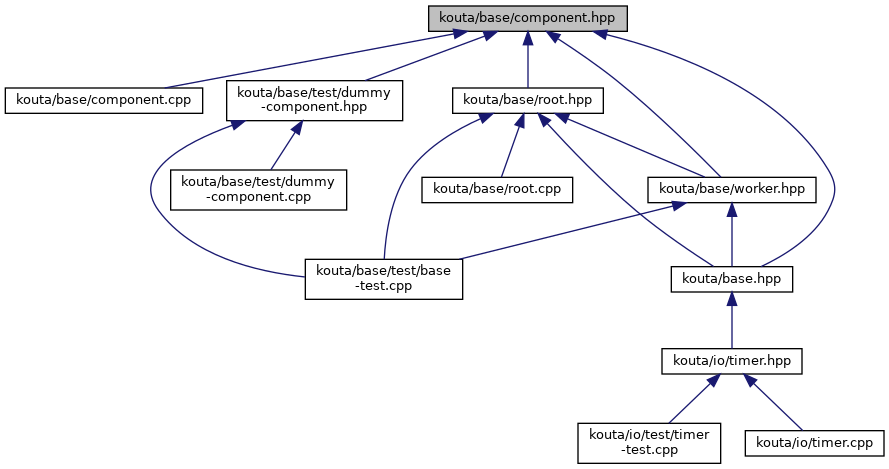 kouta/base/component.hpp
kouta/base/component.cpp
kouta/base/test/dummy
-component.hpp
kouta/base/root.hpp
kouta/base/test/dummy
-component.cpp
kouta/base/root.cpp
kouta/base/worker.hpp
kouta/base/test/base
-test.cpp
kouta/base.hpp
kouta/io/timer.hpp
kouta/io/test/timer
-test.cpp
kouta/io/timer.cpp